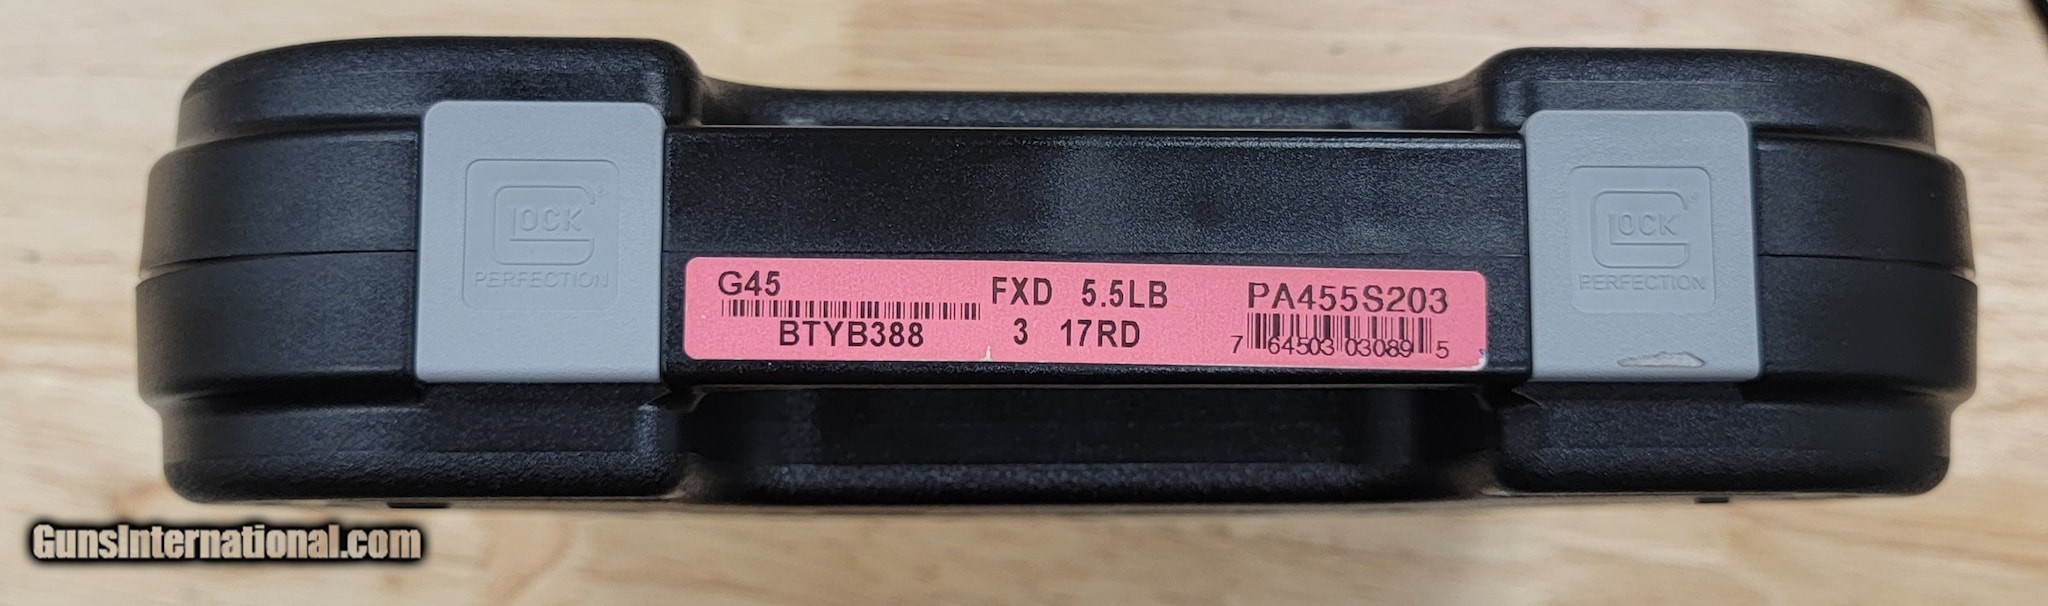 GLOCK
PERFECTION
G45
BTYB388
FXD 5.5LB
3 17RD
PA455S203
7 64503 03089 5
GLOCK
PERFECTION
GunsInternational.com